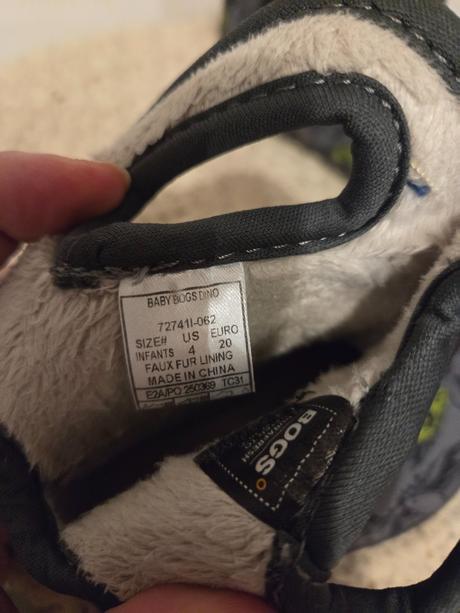 BABY BOGS DINO
72741I-062
SIZE# US EURO
INFANTS 4 20
FAUX FUR LINING
MADE IN CHINA
E2A/PO 250369 TC31
BOGS